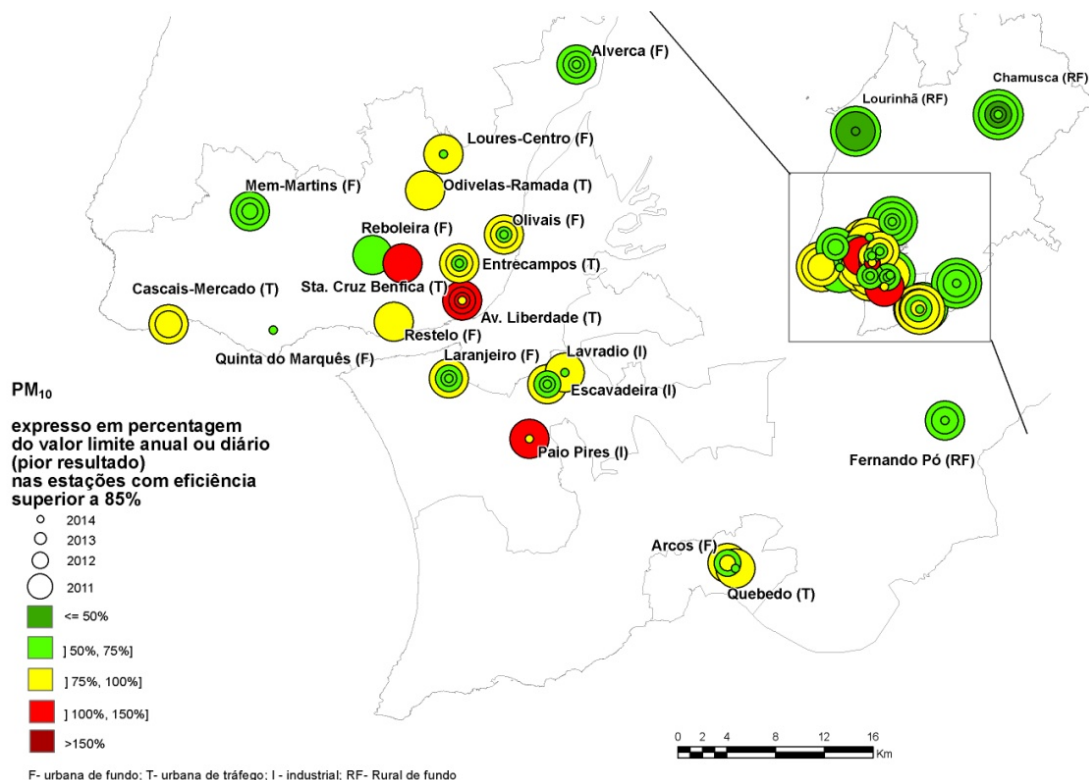 Alverca (F)
Chamusca (RF)
Lourinhã (RF)
Loures-Centro (F)
Odivelas-Ramada (T)
Mem-Martins (F)
Olivais (F)
Reboleira (F)
Entrecampos (T)
Sta. Cruz Benfica (T)
Cascais-Mercado (T)
Av. Liberdade (T)
Restelo (F)
Quinta do Marquês (F)
Laranjeiro (F)
Lavradio (I)
Escavadeira (I)
Paio Pires (I)
Fernando Pó (RF)
Arcos (F)
Quebedo (T)
PM₁₀
expresso em percentagem
do valor limite anual ou diário
(pior resultado)
nas estações com eficiência
superior a 85%
2014
2013
2012
2011
<= 50%
] 50%, 75%]
] 75%, 100%]
] 100%, 150%]
>150%
0 2 4 8 12 16
Km
F- urbana de fundo; T- urbana de tráfego; I - industrial; RF- Rural de fundo